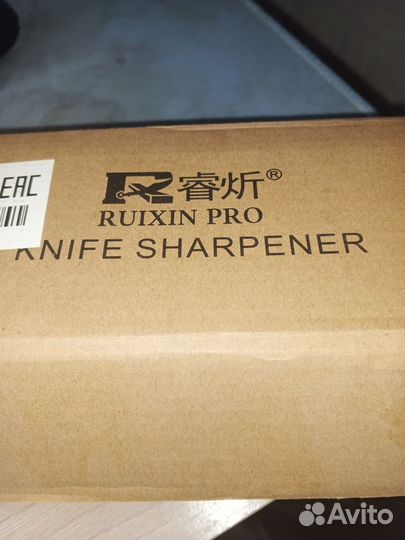 EAC
R 睿炘®
RUIXIN PRO
KNIFE SHARPENER
Avito